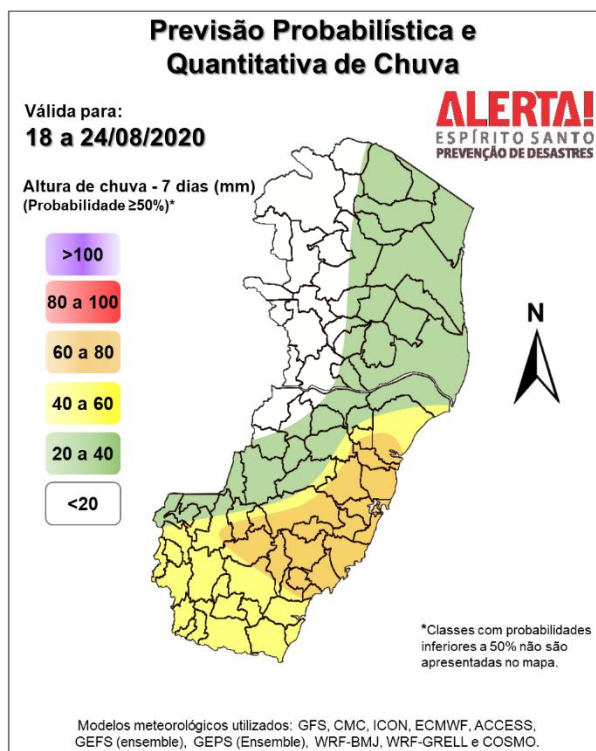 Previsão Probabilística e
Quantitativa de Chuva
Válida para:
18 a 24/08/2020
ALERTA!
ESPÍRITO SANTO
PREVENÇÃO DE DESASTRES
Altura de chuva - 7 dias (mm)
(Probabilidade ≥50%)*
>100
80 a 100
60 a 80
40 a 60
20 a 40
<20
N
*Classes com probabilidades
inferiores a 50% não são
apresentadas no mapa.
Modelos meteorológicos utilizados: GFS, CMC, ICON, ECMWF, ACCESS,
GEFS (ensemble), GEPS (Ensemble), WRF-BMJ, WRF-GRELL e COSMO.